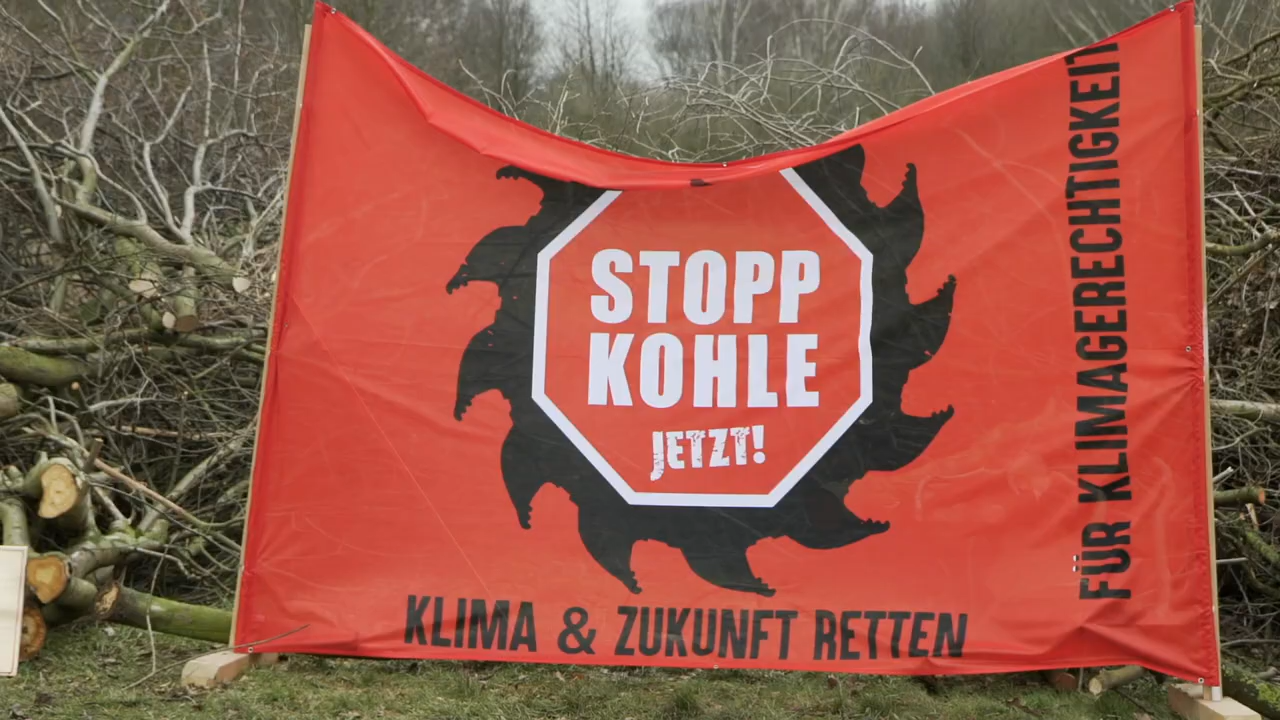 STOPP
KOHLE
JETZT!
KLIMA & ZUKUNFT RETTEN
FÜR KLIMAGERECHTIGKEIT